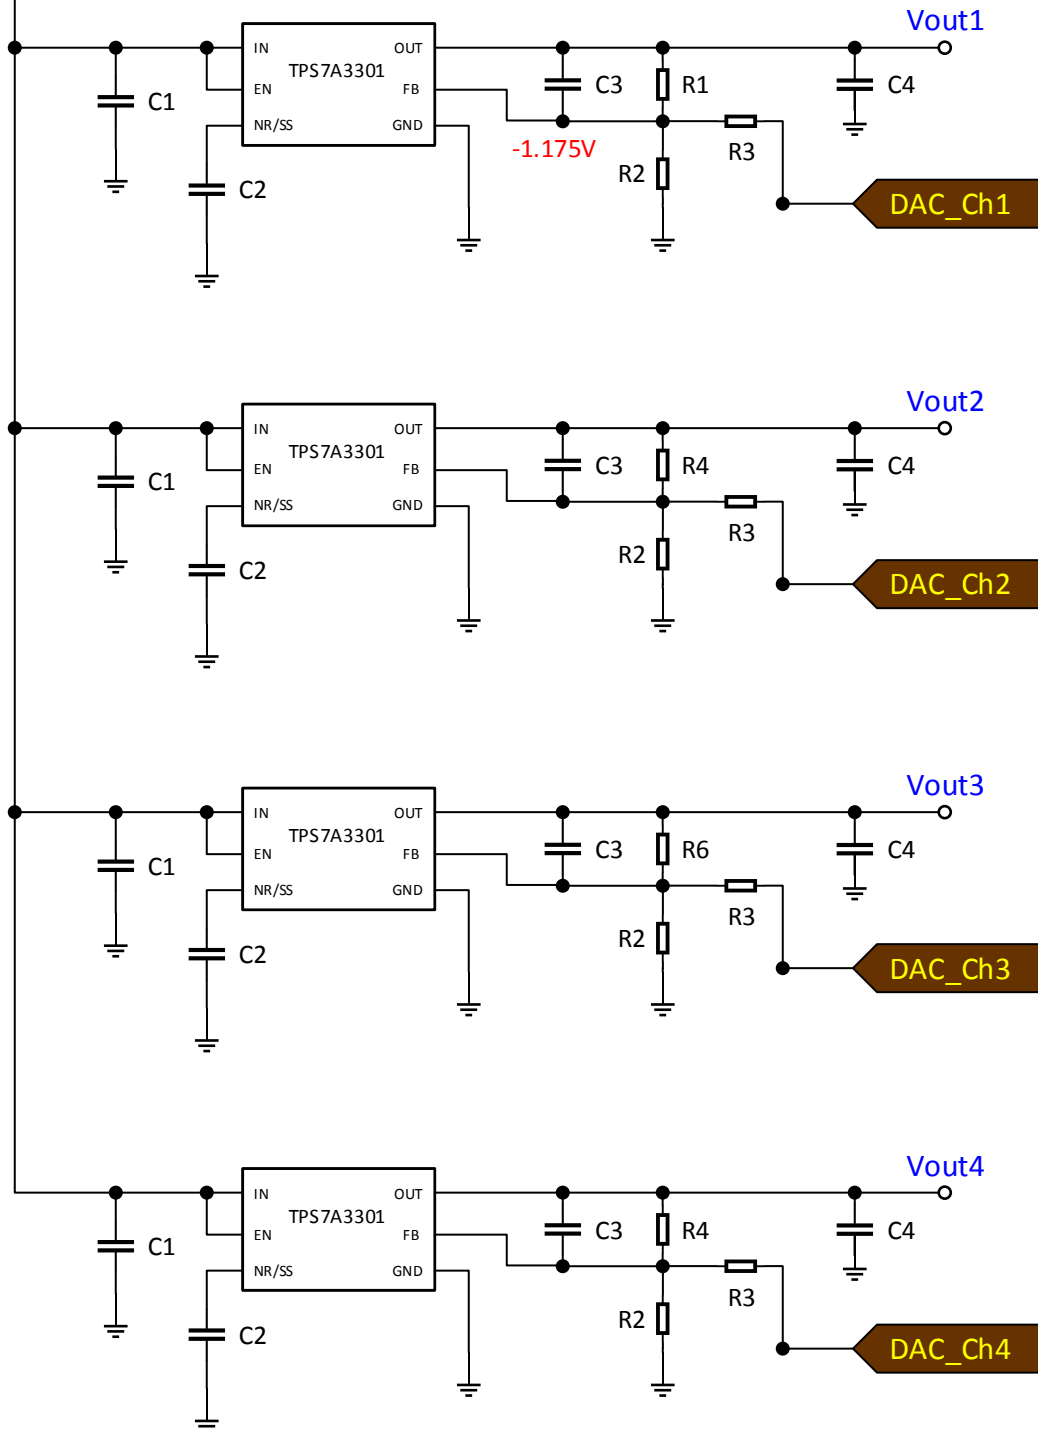 Vout1
IN
OUT
TPS7A3301
C3
R1
C4
EN
FB
C1
NR/SS
GND
-1.175V
R3
R2
C2
DAC_Ch1
Vout2
IN
OUT
TPS7A3301
C3
R4
C4
EN
FB
C1
NR/SS
GND
R3
R2
C2
DAC_Ch2
Vout3
IN
OUT
TPS7A3301
C3
R6
C4
EN
FB
C1
NR/SS
GND
R3
R2
C2
DAC_Ch3
Vout4
IN
OUT
TPS7A3301
C3
R4
C4
EN
FB
C1
NR/SS
GND
R3
R2
C2
DAC_Ch4